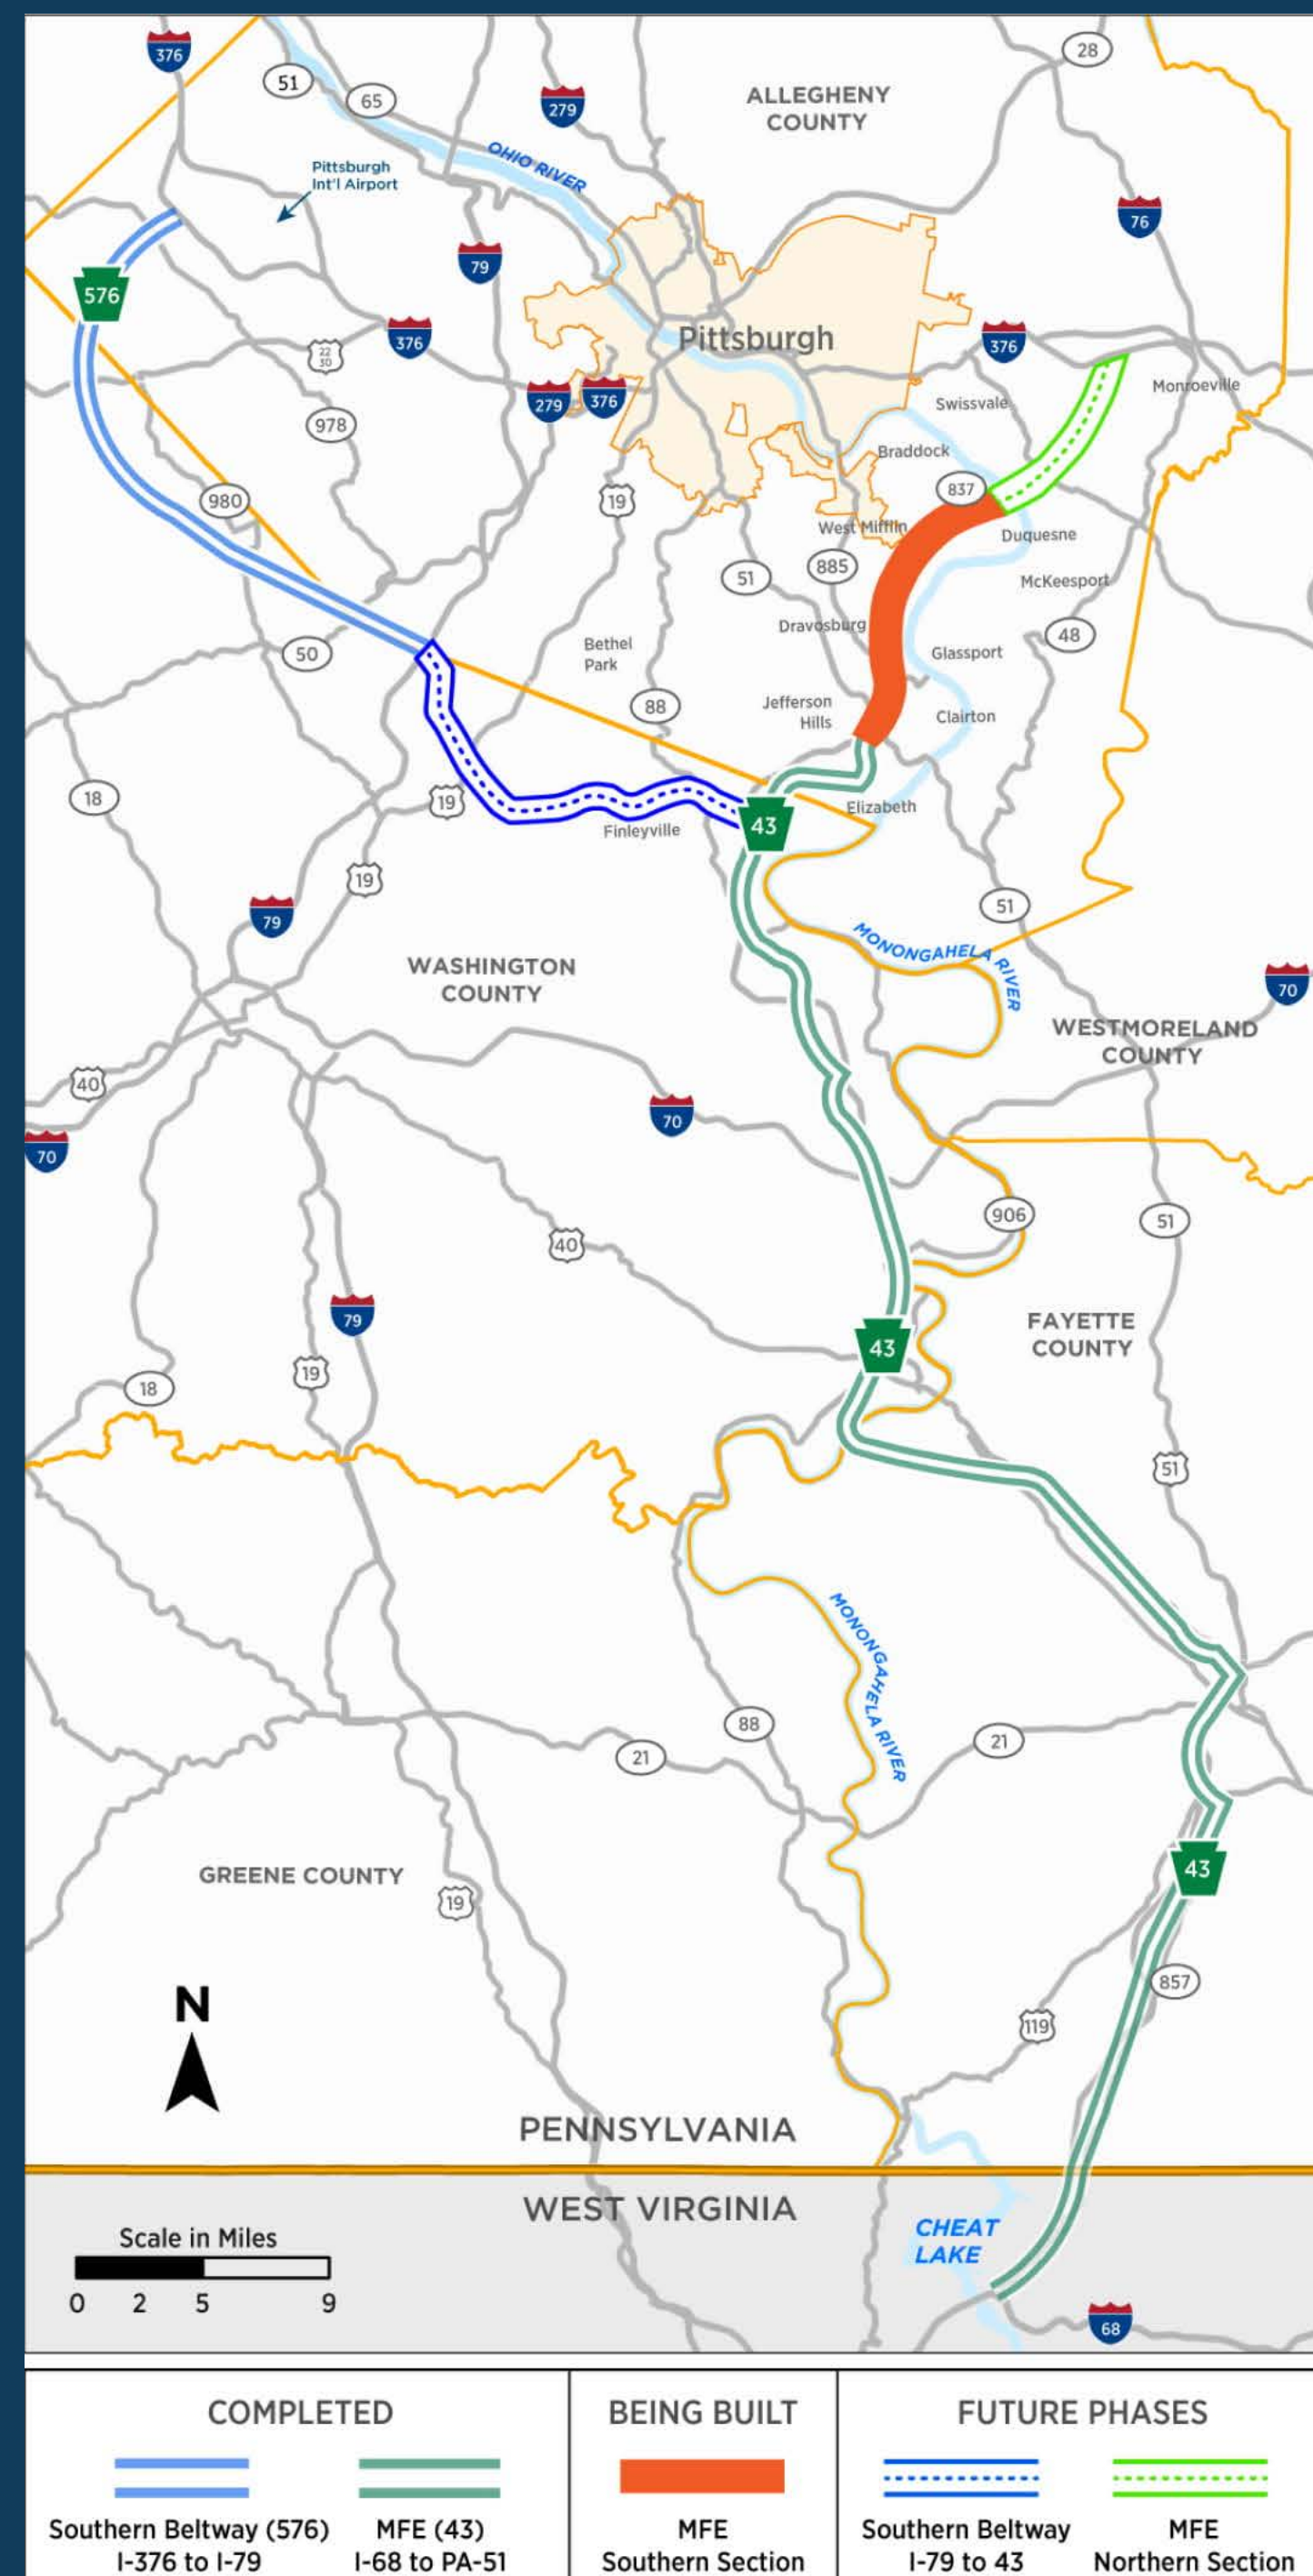 376
51
65
279
ALLEGHENY
COUNTY
28
OHIO RIVER
Pittsburgh
Int'l Airport
76
79
576
376
22
30
Pittsburgh
376
279
376
Monroeville
Swissvale
978
Braddock
980
19
837
West Mifflin
Duquesne
51
885
McKeesport
Dravosburg
48
50
Bethel
Park
Glassport
88
Jefferson
Hills
Clairton
18
19
Elizabeth
43
Finleyville
19
79
51
MONONGAHELA RIVER
WASHINGTON
COUNTY
70
WESTMORELAND
COUNTY
40
70
70
906
51
40
79
FAYETTE
COUNTY
43
19
18
51
MONONGAHELA RIVER
88
21
21
43
GREENE COUNTY
19
857
N
119
PENNSYLVANIA
WEST VIRGINIA
CHEAT
LAKE
Scale in Miles
0 2 5 9
68
COMPLETED
Southern Beltway (576)
I-376 to I-79
MFE (43)
I-68 to PA-51
BEING BUILT
MFE
Southern Section
FUTURE PHASES
Southern Beltway
I-79 to 43
MFE
Northern Section